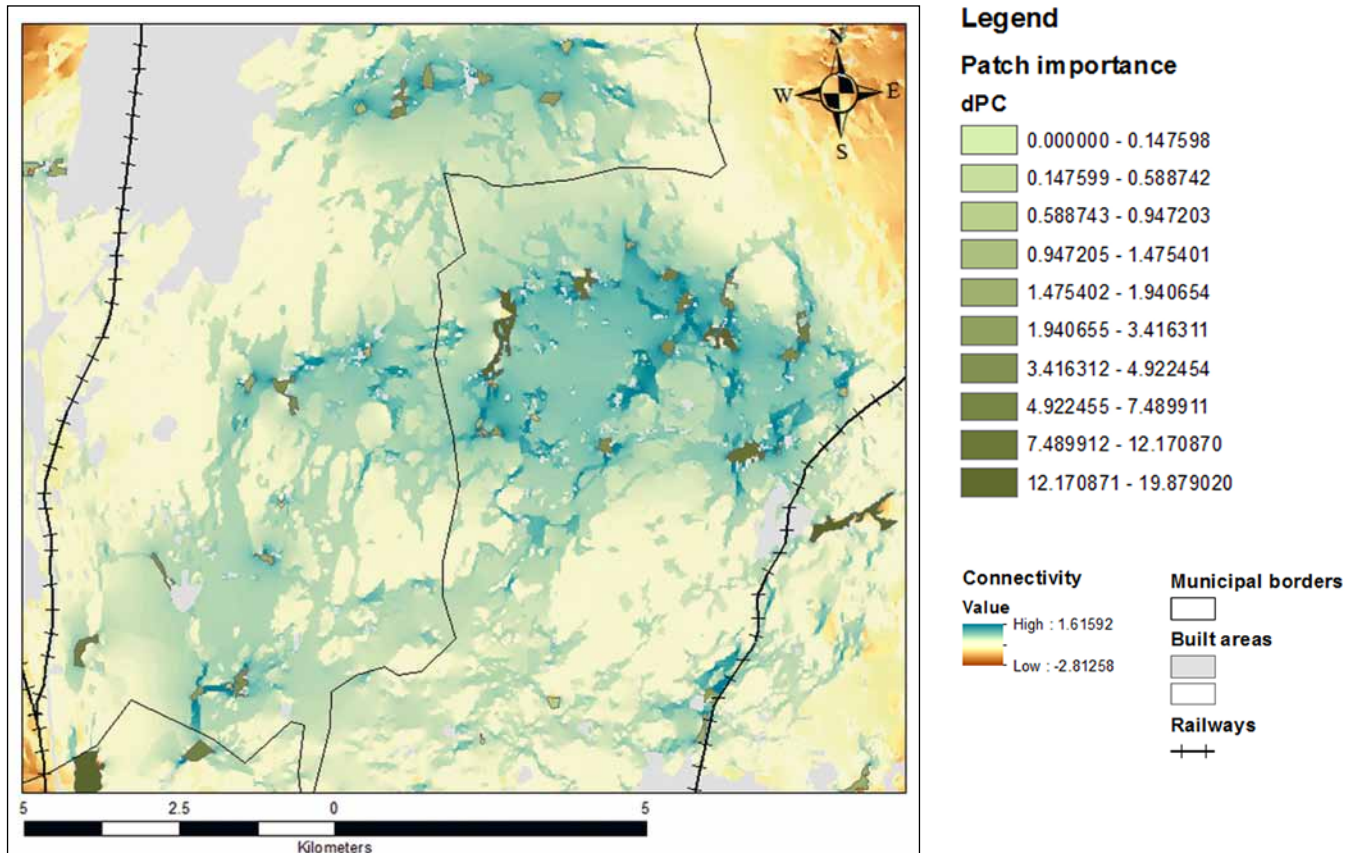 Legend
Patch importance
dPC
0.000000 - 0.147598
0.147599 - 0.588742
0.588743 - 0.947203
0.947205 - 1.475401
1.475402 - 1.940654
1.940655 - 3.416311
3.416312 - 4.922454
4.922455 - 7.489911
7.489912 - 12.170870
12.170871 - 19.879020
Connectivity
Value
High : 1.61592
Low : -2.81258
Municipal borders
Built areas
Railways
N
W E
S
5 2.5 0 5
Kilometers